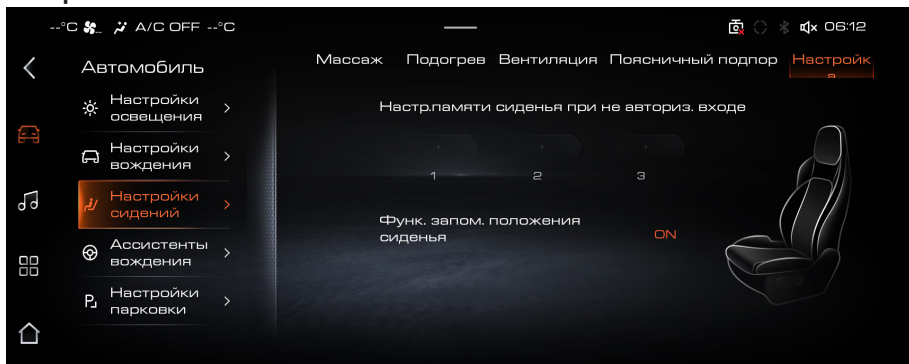 --°C A/C OFF --°C
06:12
Автомобиль
Массаж Подогрев Вентиляция Поясничный подпор Настройк
а
Настройки
освещения
Настр.памяти сиденья при не авториз. входе
Настройки
вождения
1 2 3
Настройки
сидений
Функ. запом. положения
сиденья
ON
Ассистенты
вождения
Настройки
парковки